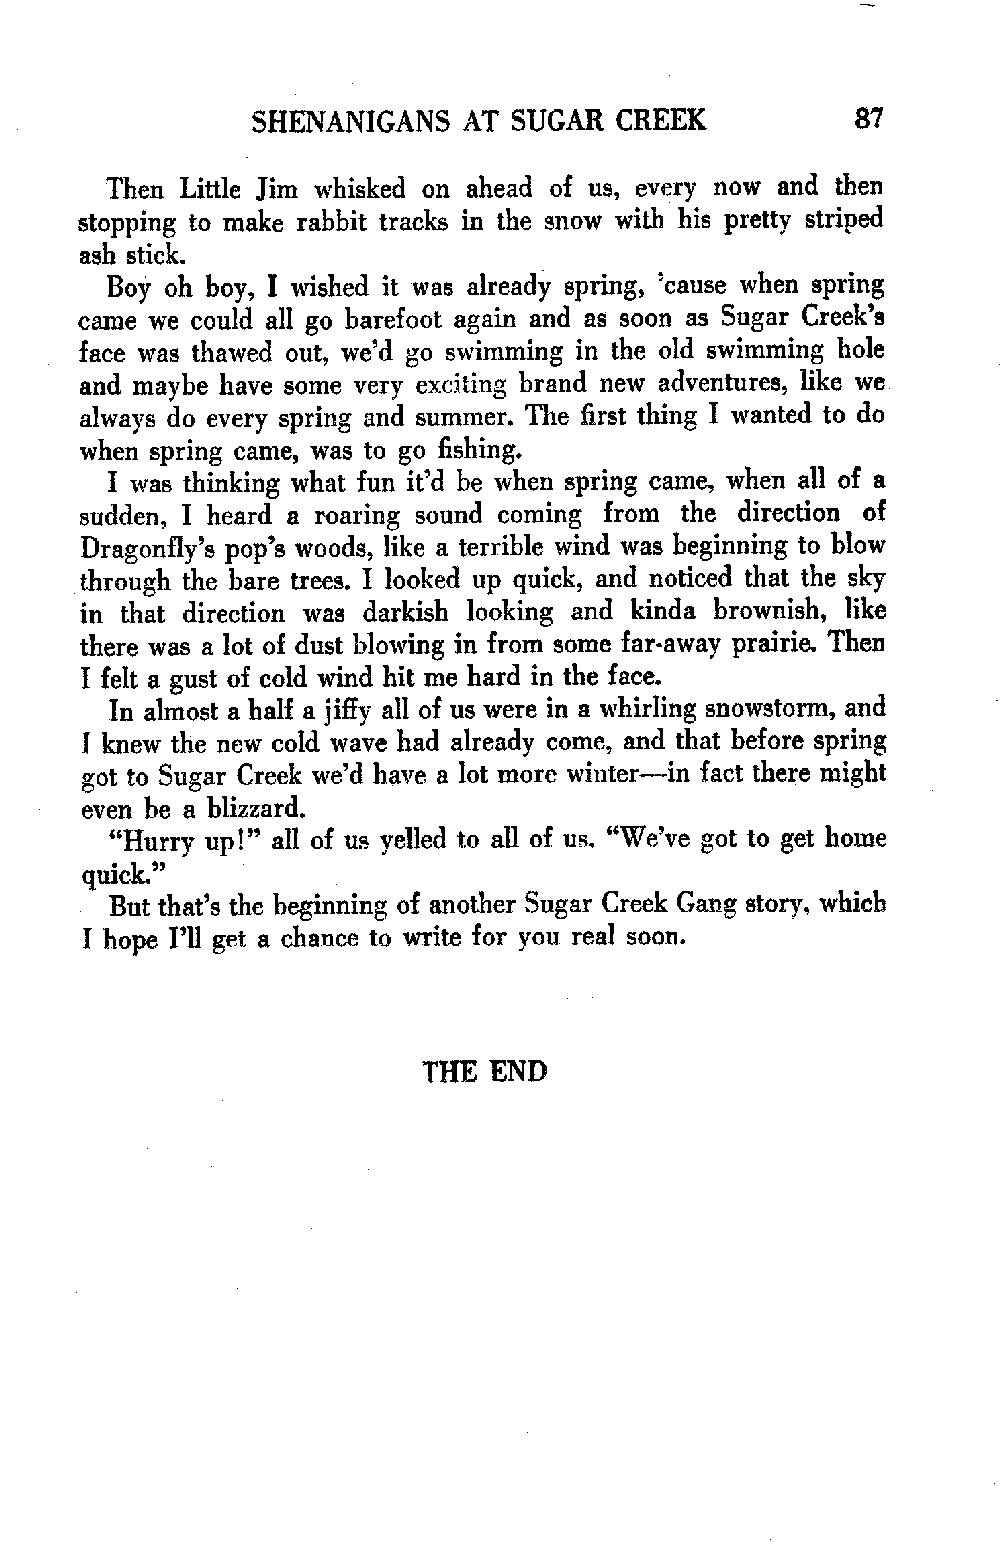 SHENANIGANS AT SUGAR CREEK 87
Then Little Jim whisked on ahead of us, every now and then
stopping to make rabbit tracks in the snow with his pretty striped
ash stick.
Boy oh boy, I wished it was already spring, 'cause when spring
came we could all go barefoot again and as soon as Sugar Creek's
face was thawed out, we'd go swimming in the old swimming hole
and maybe have some very exciting brand new adventures, like we
always do every spring and summer. The first thing I wanted to do
when spring came, was to go fishing.
I was thinking what fun it'd be when spring came, when all of a
sudden, I heard a roaring sound coming from the direction of
Dragonfly's pop's woods, like a terrible wind was beginning to blow
through the bare trees. I looked up quick, and noticed that the sky
in that direction was darkish looking and kinda brownish, like
there was a lot of dust blowing in from some far-away prairie. Then
I felt a gust of cold wind hit me hard in the face.
In almost a half a jiffy all of us were in a whirling snowstorm, and
I knew the new cold wave had already come, and that before spring
got to Sugar Creek we'd have a lot more winter—in fact there might
even be a blizzard.
"Hurry up!" all of us yelled to all of us. "We've got to get home
quick."
But that's the beginning of another Sugar Creek Gang story, which
I hope I'll get a chance to write for you real soon.
THE END